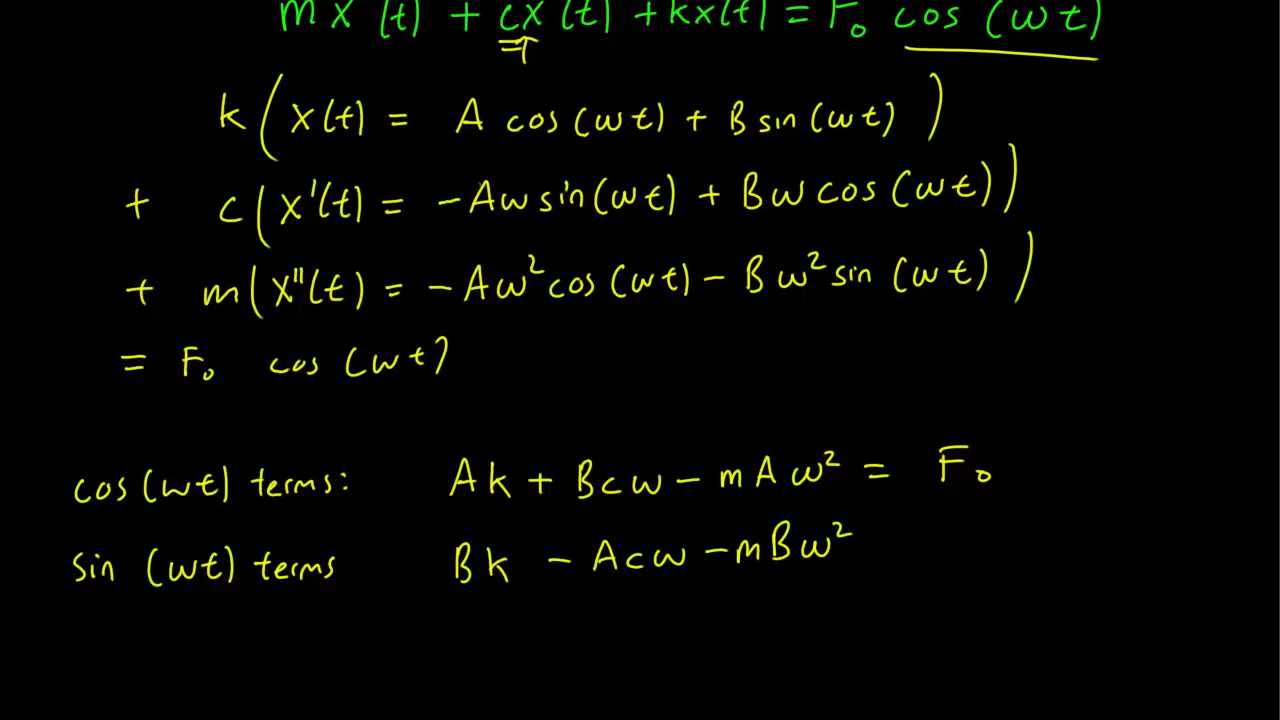 mx (t) + cx (t) + kx(t) = F₀ cos (ωt)
k(x(t) = A cos(ωt) + B sin(ωt))
+ c(x'(t) = -Aω sin(ωt) + Bω cos(ωt))
+ m(x"(t) = -Aω² cos(ωt) - Bω² sin(ωt))
= F₀ cos(ωt)
cos(ωt) terms: Ak + Bcω - mAω² = F₀
sin (ωt) terms Bk - Acω - mBω²